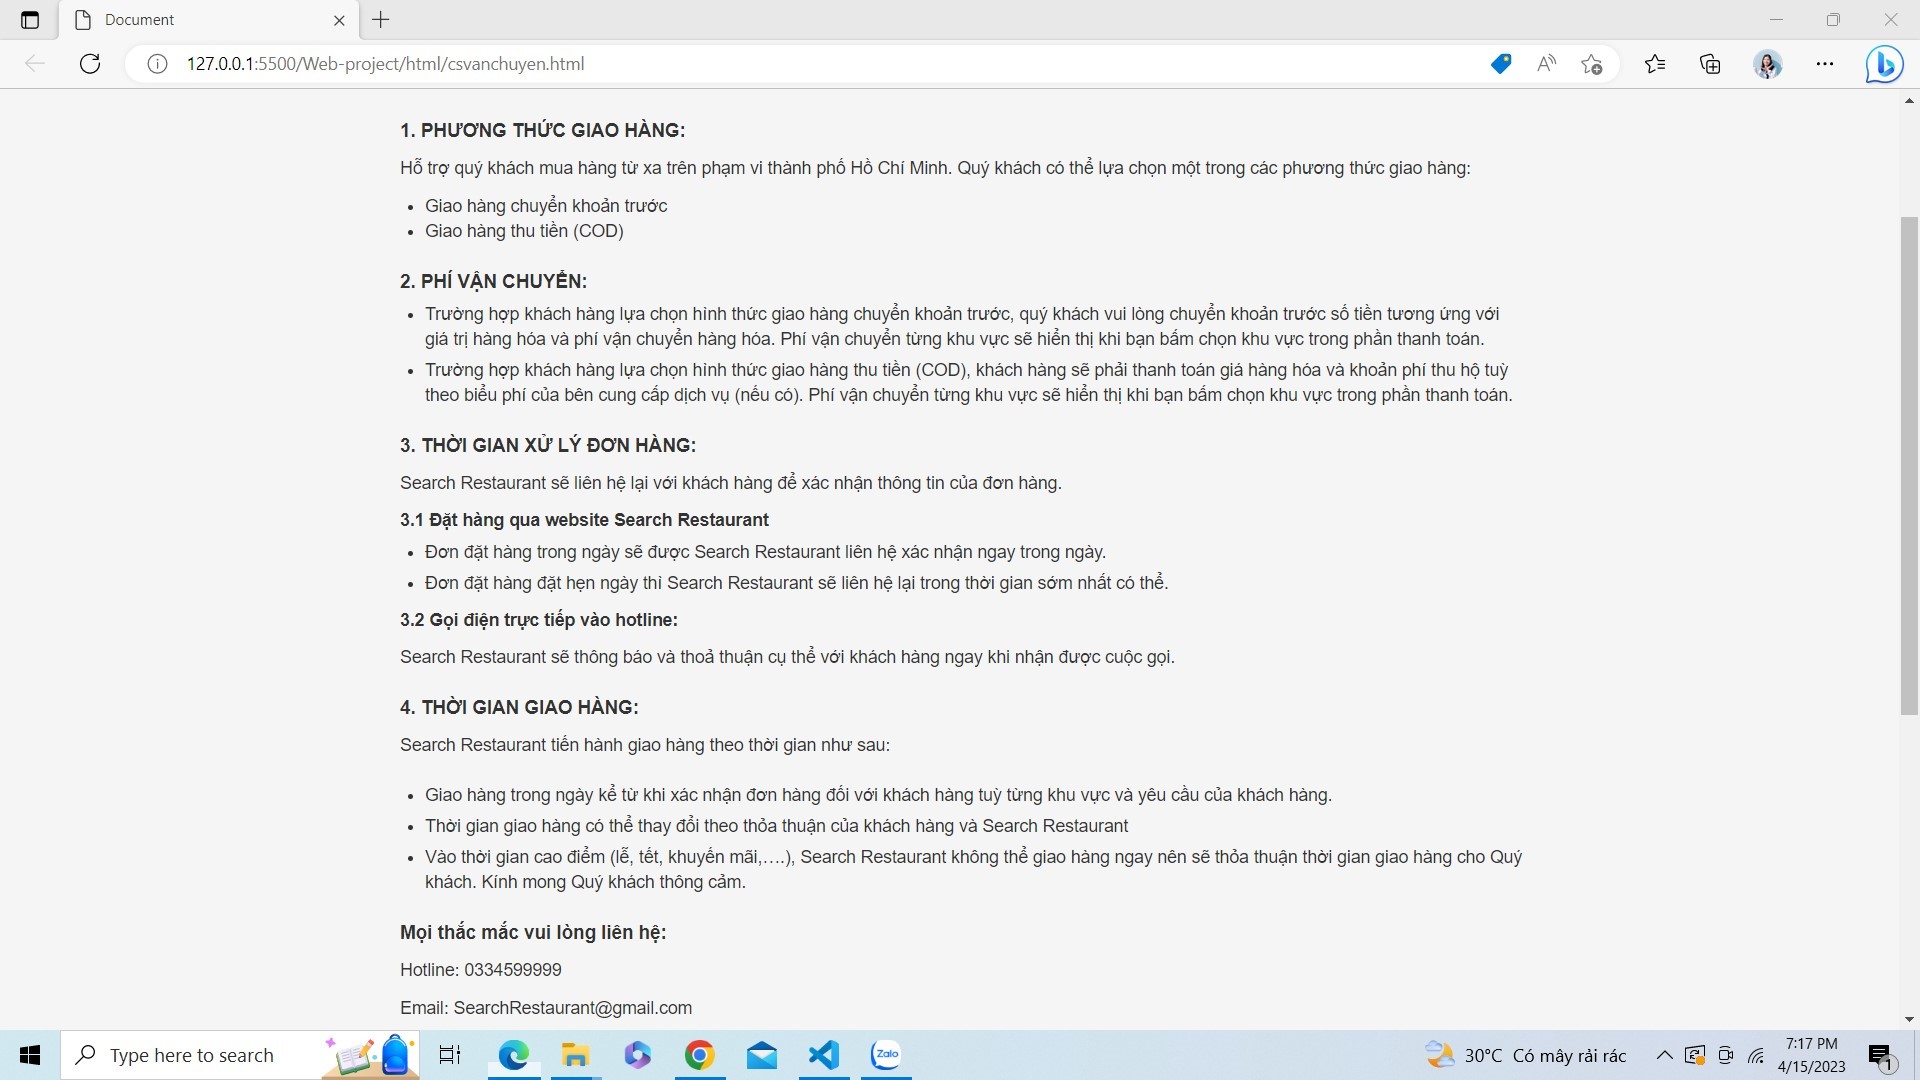 Document
127.0.0.1:5500/Web-project/html/csvanchuyen.html
1. PHƯƠNG THỨC GIAO HÀNG:
Hỗ trợ quý khách mua hàng từ xa trên phạm vi thành phố Hồ Chí Minh. Quý khách có thể lựa chọn một trong các phương thức giao hàng:
• Giao hàng chuyển khoản trước
• Giao hàng thu tiền (COD)
2. PHÍ VẬN CHUYỂN:
• Trường hợp khách hàng lựa chọn hình thức giao hàng chuyển khoản trước, quý khách vui lòng chuyển khoản trước số tiền tương ứng với
giá trị hàng hóa và phí vận chuyển hàng hóa. Phí vận chuyển từng khu vực sẽ hiển thị khi bạn bấm chọn khu vực trong phần thanh toán.
• Trường hợp khách hàng lựa chọn hình thức giao hàng thu tiền (COD), khách hàng sẽ phải thanh toán giá hàng hóa và khoản phí thu hộ tuỳ
theo biểu phí của bên cung cấp dịch vụ (nếu có). Phí vận chuyển từng khu vực sẽ hiển thị khi bạn bấm chọn khu vực trong phần thanh toán.
3. THỜI GIAN XỬ LÝ ĐƠN HÀNG:
Search Restaurant sẽ liên hệ lại với khách hàng để xác nhận thông tin của đơn hàng.
3.1 Đặt hàng qua website Search Restaurant
• Đơn đặt hàng trong ngày sẽ được Search Restaurant liên hệ xác nhận ngay trong ngày.
• Đơn đặt hàng đặt hẹn ngày thì Search Restaurant sẽ liên hệ lại trong thời gian sớm nhất có thể.
3.2 Gọi điện trực tiếp vào hotline:
Search Restaurant sẽ thông báo và thoả thuận cụ thể với khách hàng ngay khi nhận được cuộc gọi.
4. THỜI GIAN GIAO HÀNG:
Search Restaurant tiến hành giao hàng theo thời gian như sau:
• Giao hàng trong ngày kể từ khi xác nhận đơn hàng đối với khách hàng tuỳ từng khu vực và yêu cầu của khách hàng.
• Thời gian giao hàng có thể thay đổi theo thỏa thuận của khách hàng và Search Restaurant
• Vào thời gian cao điểm (lễ, tết, khuyến mãi,….), Search Restaurant không thể giao hàng ngay nên sẽ thỏa thuận thời gian giao hàng cho Quý
khách. Kính mong Quý khách thông cảm.
Mọi thắc mắc vui lòng liên hệ:
Hotline: 0334599999
Email: SearchRestaurant@gmail.com
Type here to search
Zalo
30°C Có mây rải rác
7:17 PM
4/15/2023
1